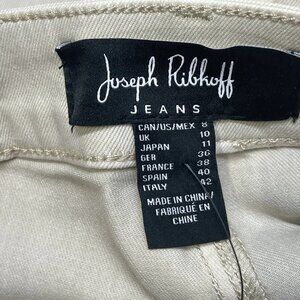 Joseph Ribkoff
JEANS
CAN/US/MEX 8
UK 10
JAPAN 11
GER 36
FRANCE 38
SPAIN 40
ITALY 42
MADE IN CHINA/
FABRIQUÉ EN
CHINE